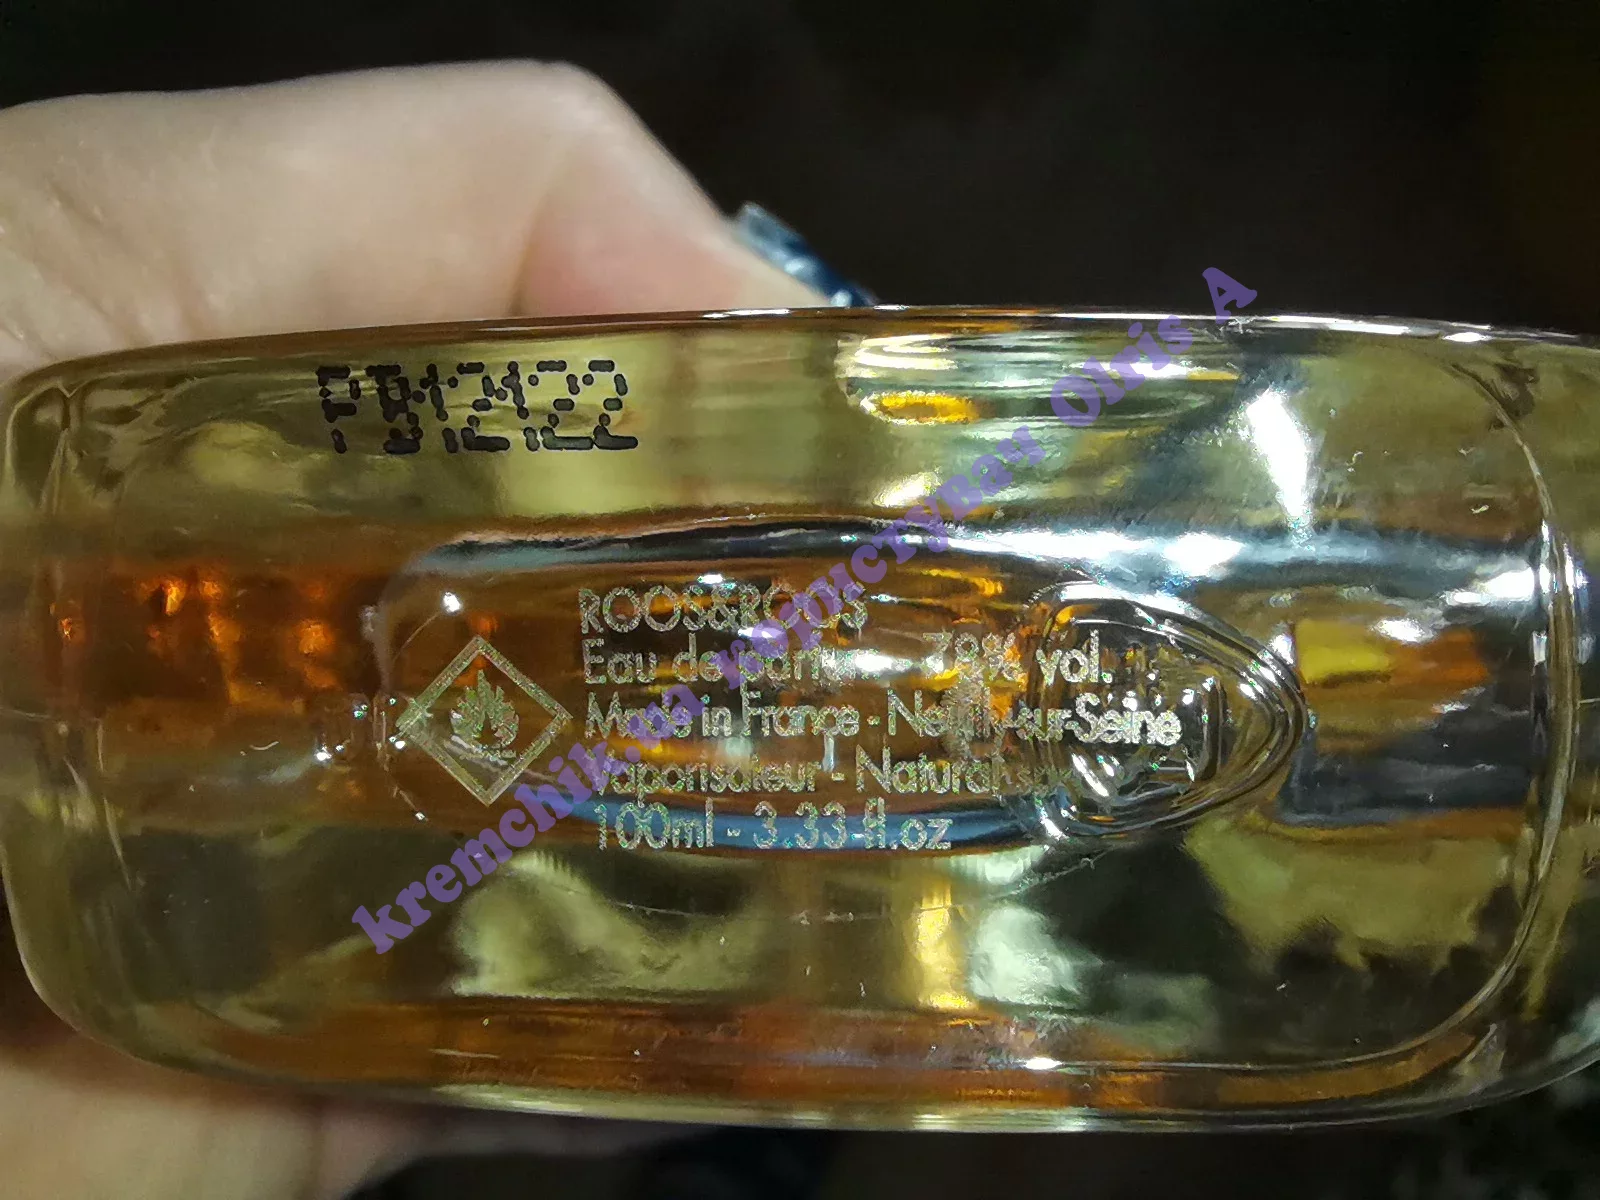 PB12122
ROOS&ROOS
Eau de parfum - 78% vol.
Made in France - Neuilly-sur-Seine
Vaporisateur - Natural spray
100ml - 3.33 fl.oz
kremchik.ua користувач Olris A